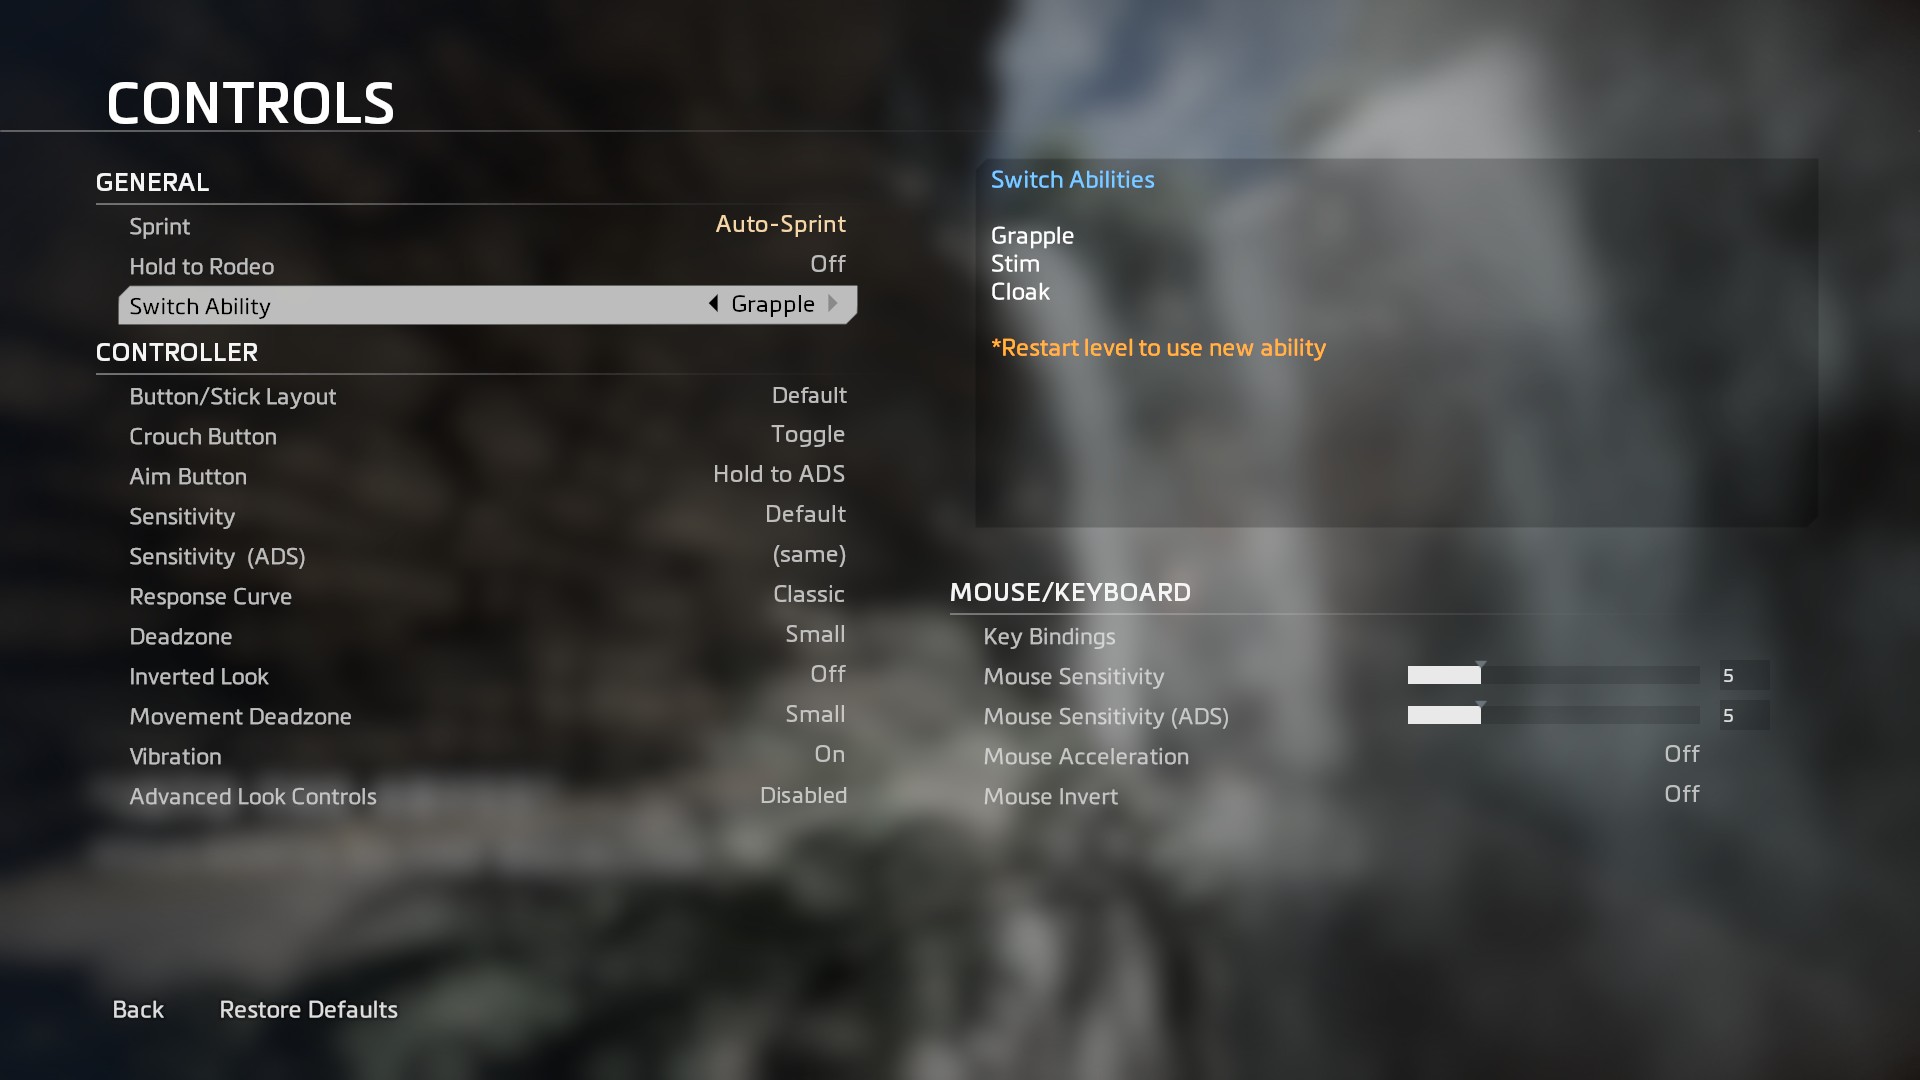 CONTROLS
GENERAL
Sprint Auto-Sprint
Hold to Rodeo Off
Switch Ability Grapple
CONTROLLER
Button/Stick Layout Default
Crouch Button Toggle
Aim Button Hold to ADS
Sensitivity Default
Sensitivity (ADS) (same)
Response Curve Classic
Deadzone Small
Inverted Look Off
Movement Deadzone Small
Vibration On
Advanced Look Controls Disabled
Switch Abilities
Grapple
Stim
Cloak
*Restart level to use new ability
MOUSE/KEYBOARD
Key Bindings
Mouse Sensitivity 5
Mouse Sensitivity (ADS) 5
Mouse Acceleration Off
Mouse Invert Off
Back Restore Defaults